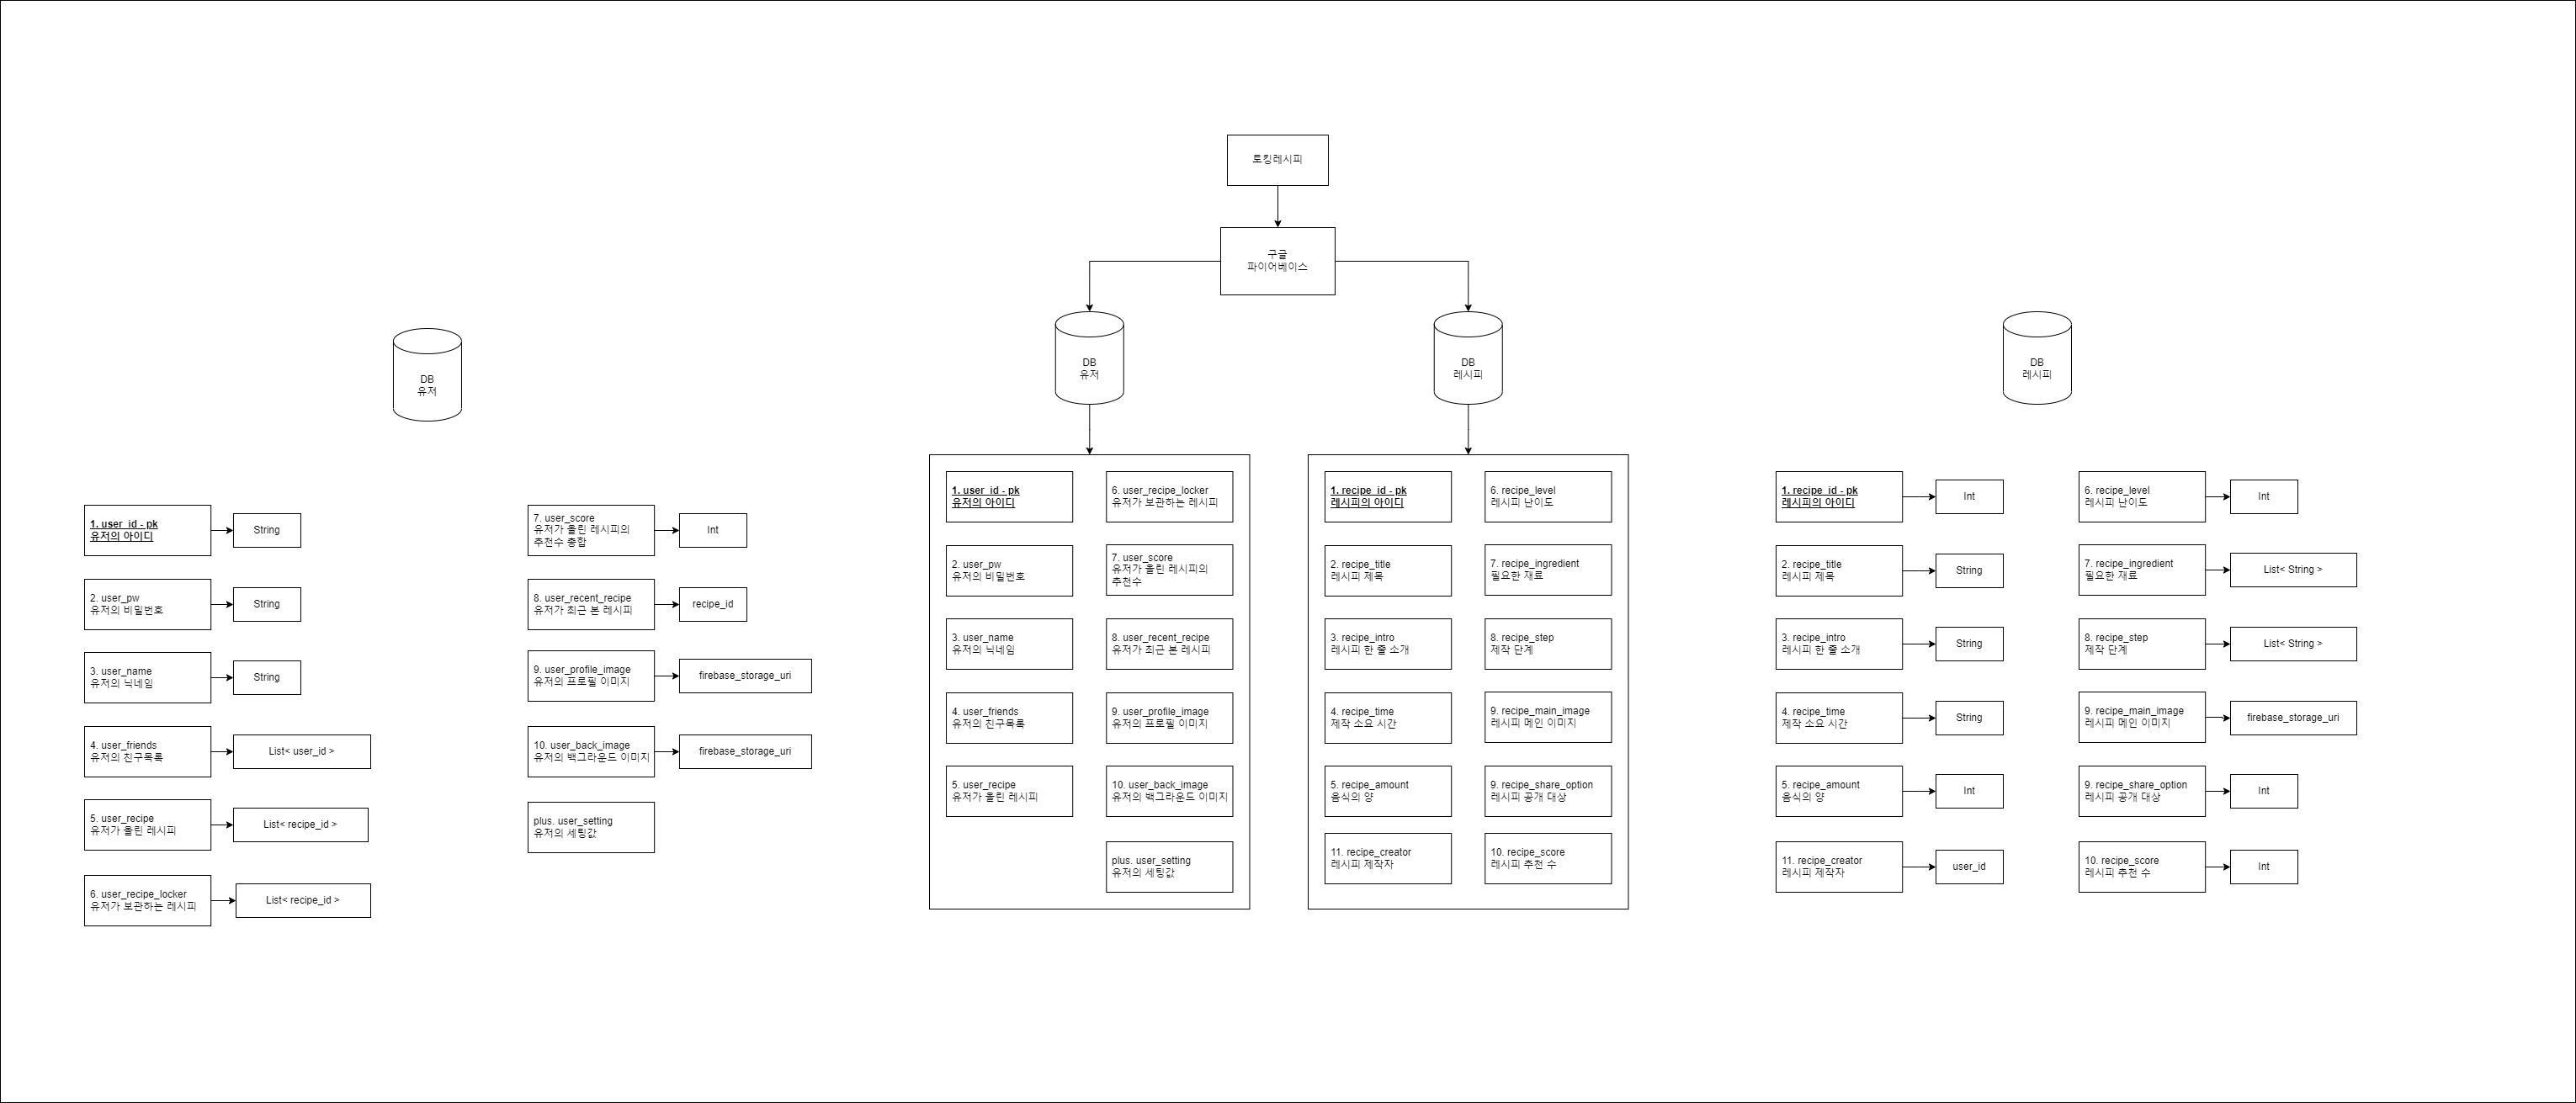 토킹레시피
구글
파이어베이스
DB
유저
DB
유저
DB
레시피
DB
레시피
1. user_id - pk
유저의 아이디
String
2. user_pw
유저의 비밀번호
String
3. user_name
유저의 닉네임
String
4. user_friends
유저의 친구목록
List< user_id >
5. user_recipe
유저가 올린 레시피
List< recipe_id >
6. user_recipe_locker
유저가 보관하는 레시피
List< recipe_id >
7. user_score
유저가 올린 레시피의
추천수 종합
Int
8. user_recent_recipe
유저가 최근 본 레시피
recipe_id
9. user_profile_image
유저의 프로필 이미지
firebase_storage_uri
10. user_back_image
유저의 백그라운드 이미지
firebase_storage_uri
plus. user_setting
유저의 세팅값
1. user_id - pk
유저의 아이디
2. user_pw
유저의 비밀번호
3. user_name
유저의 닉네임
4. user_friends
유저의 친구목록
5. user_recipe
유저가 올린 레시피
6. user_recipe_locker
유저가 보관하는 레시피
7. user_score
유저가 올린 레시피의
추천수
8. user_recent_recipe
유저가 최근 본 레시피
9. user_profile_image
유저의 프로필 이미지
10. user_back_image
유저의 백그라운드 이미지
plus. user_setting
유저의 세팅값
1. recipe_id - pk
레시피의 아이디
2. recipe_title
레시피 제목
3. recipe_intro
레시피 한 줄 소개
4. recipe_time
제작 소요 시간
5. recipe_amount
음식의 양
11. recipe_creator
레시피 제작자
6. recipe_level
레시피 난이도
7. recipe_ingredient
필요한 재료
8. recipe_step
제작 단계
9. recipe_main_image
레시피 메인 이미지
9. recipe_share_option
레시피 공개 대상
10. recipe_score
레시피 추천 수
1. recipe_id - pk
레시피의 아이디
Int
2. recipe_title
레시피 제목
String
3. recipe_intro
레시피 한 줄 소개
String
4. recipe_time
제작 소요 시간
String
5. recipe_amount
음식의 양
Int
11. recipe_creator
레시피 제작자
user_id
6. recipe_level
레시피 난이도
Int
7. recipe_ingredient
필요한 재료
List< String >
8. recipe_step
제작 단계
List< String >
9. recipe_main_image
레시피 메인 이미지
firebase_storage_uri
9. recipe_share_option
레시피 공개 대상
Int
10. recipe_score
레시피 추천 수
Int